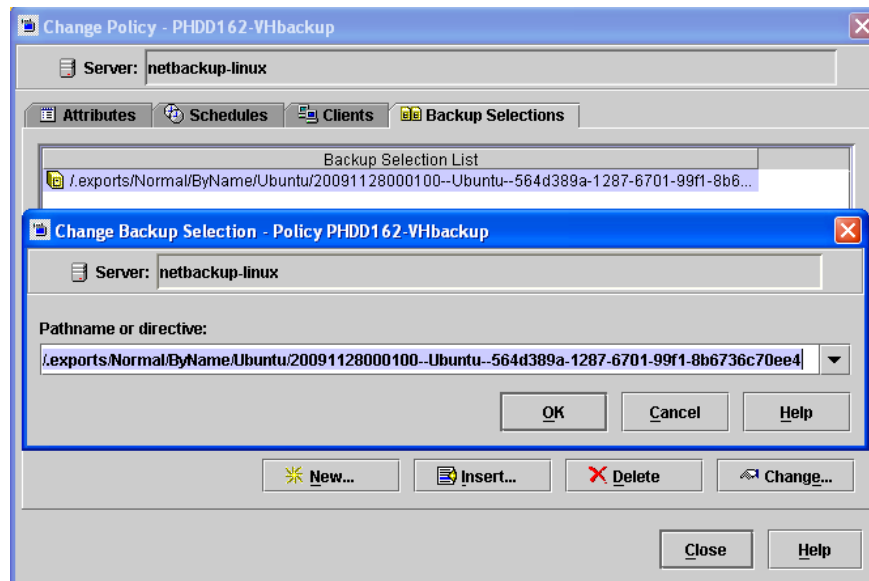 Change Policy - PHDD162-VHbackup
Server: netbackup-linux
Attributes Schedules Clients Backup Selections
Backup Selection List
/.exports/Normal/ByName/Ubuntu/20091128000100--Ubuntu--564d389a-1287-6701-99f1-8b6...
Change Backup Selection - Policy PHDD162-VHbackup
Server: netbackup-linux
Pathname or directive:
/.exports/Normal/ByName/Ubuntu/20091128000100--Ubuntu--564d389a-1287-6701-99f1-8b6736c70ee4
OK Cancel Help
New... Insert... Delete Change...
Close Help